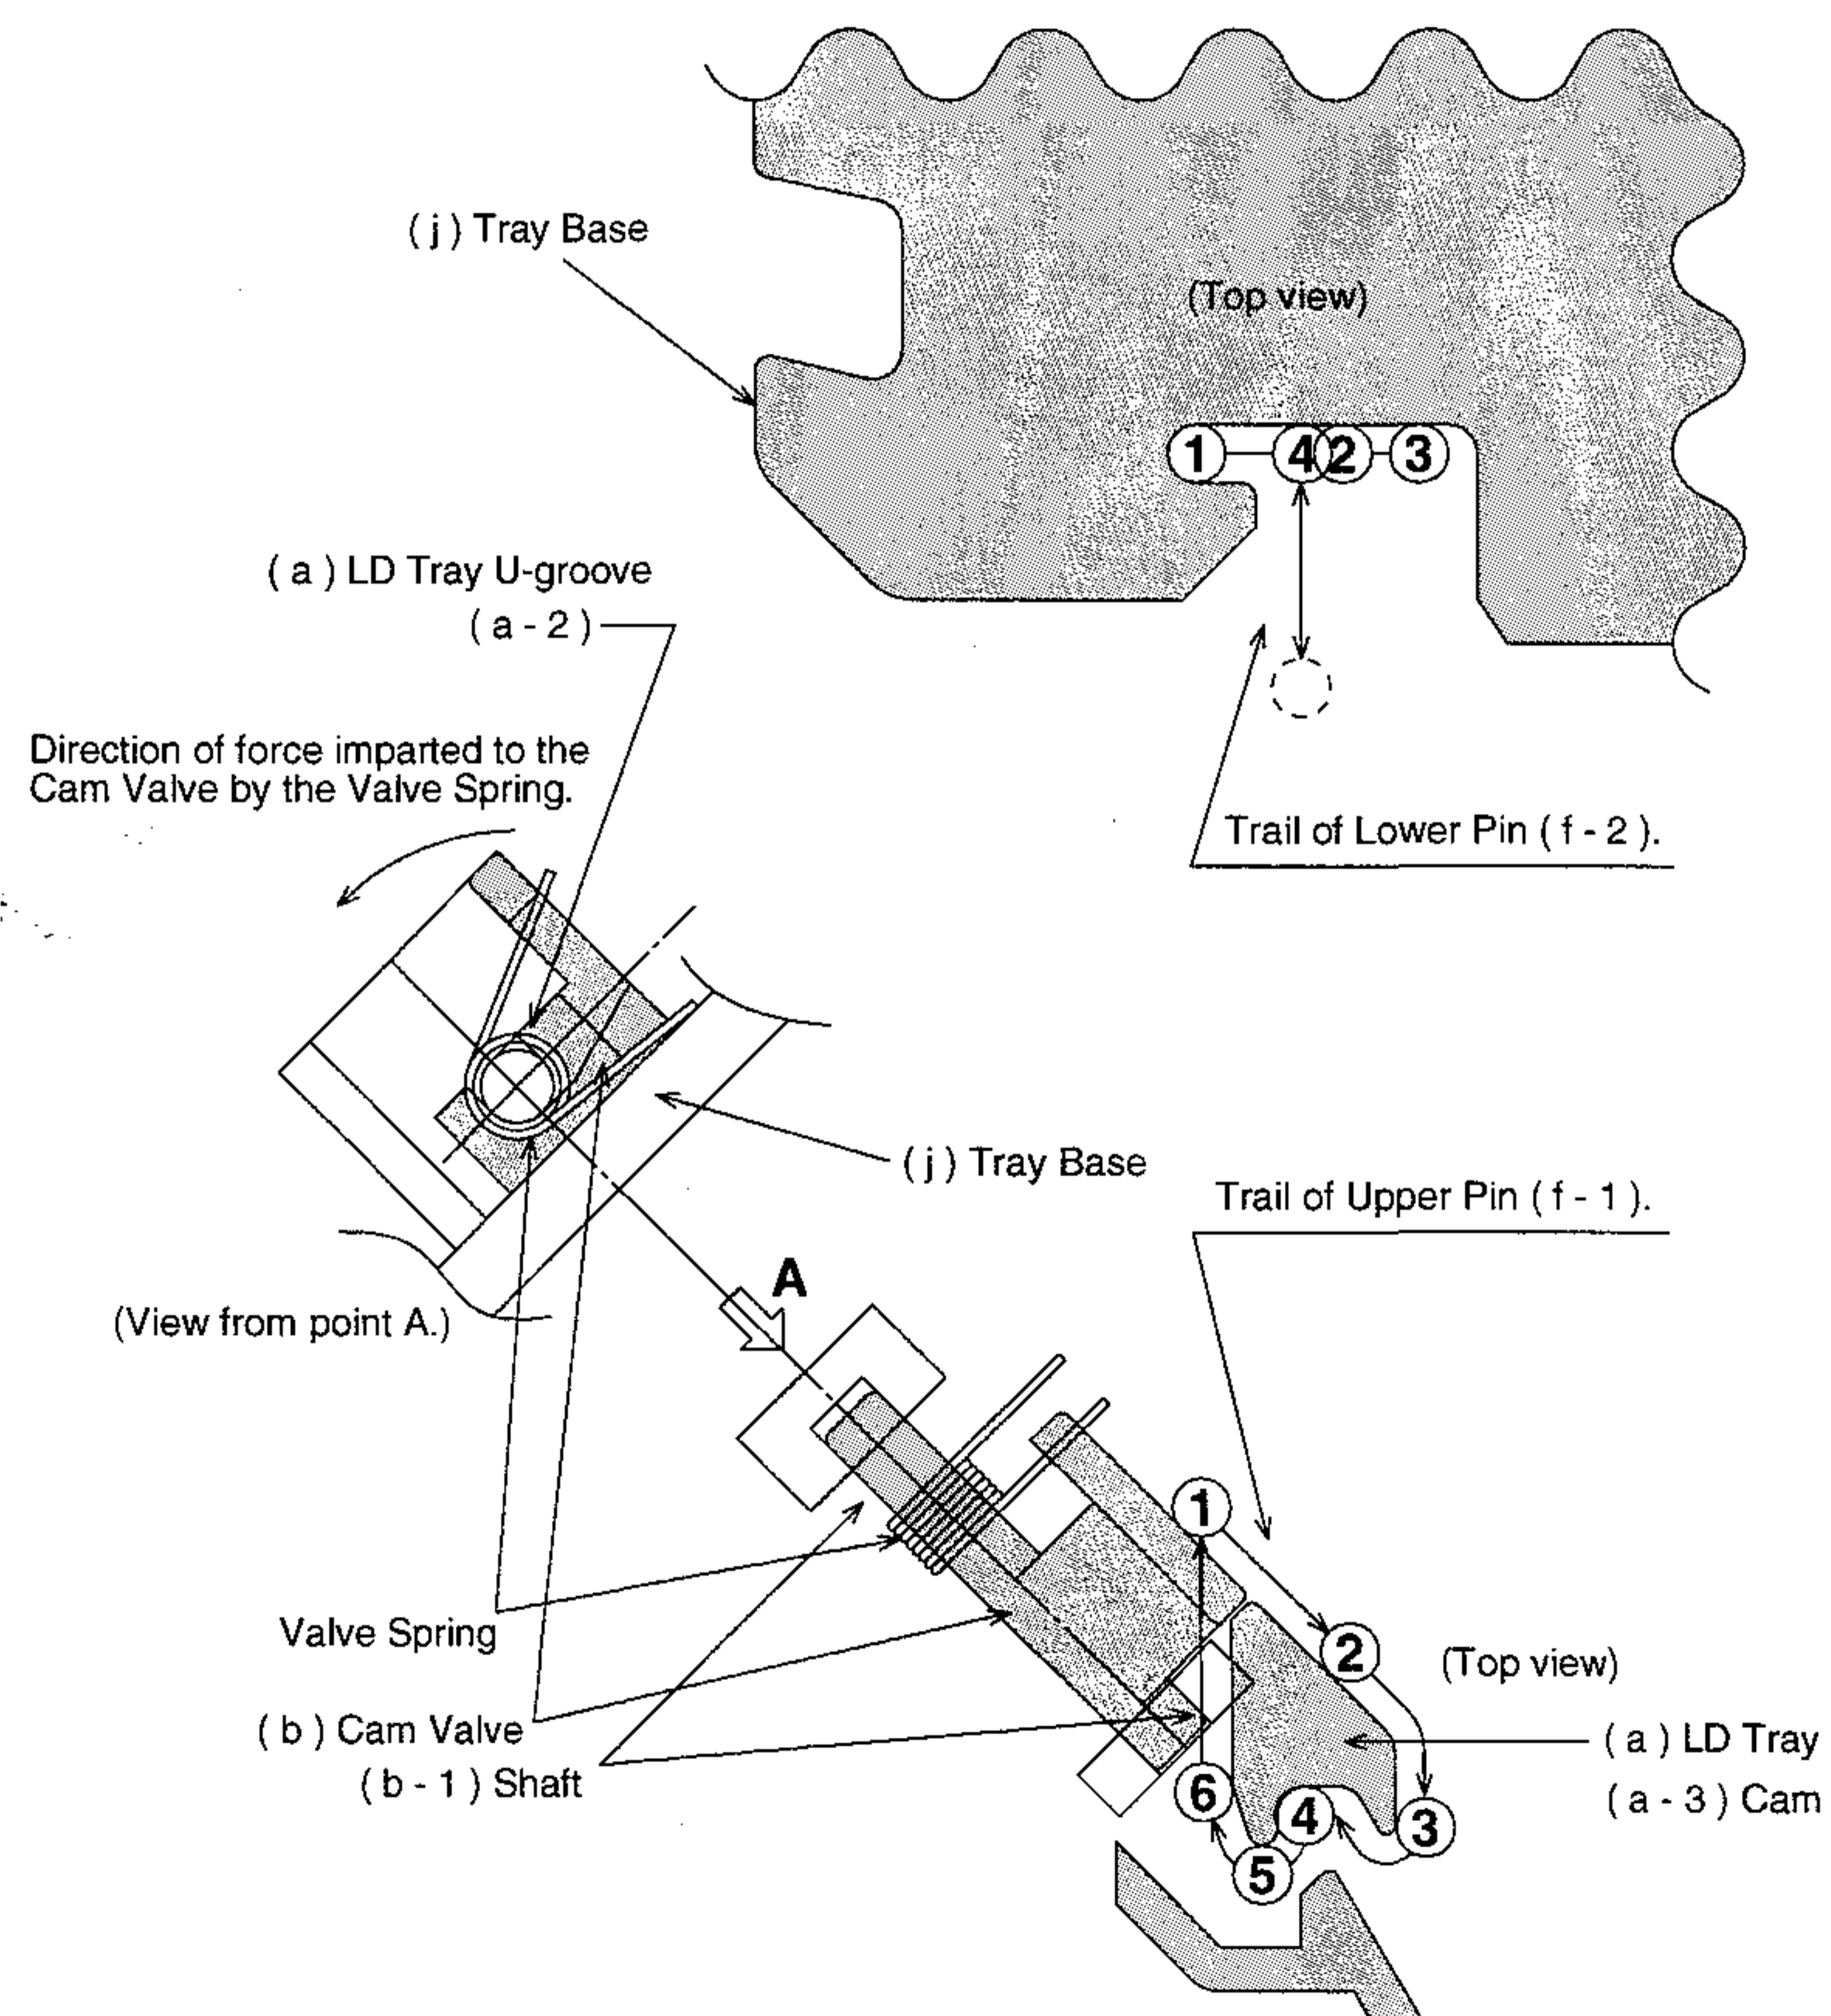 ( j ) Tray Base
(Top view)
1 4 2 3
( a ) LD Tray U-groove
( a - 2 )
Direction of force imparted to the
Cam Valve by the Valve Spring.
Trail of Lower Pin ( f - 2 ).
( j ) Tray Base
Trail of Upper Pin ( f - 1 ).
A
(View from point A.)
1
Valve Spring
2
(Top view)
( b ) Cam Valve
( b - 1 ) Shaft
( a ) LD Tray
( a - 3 ) Cam
6
4
3
5